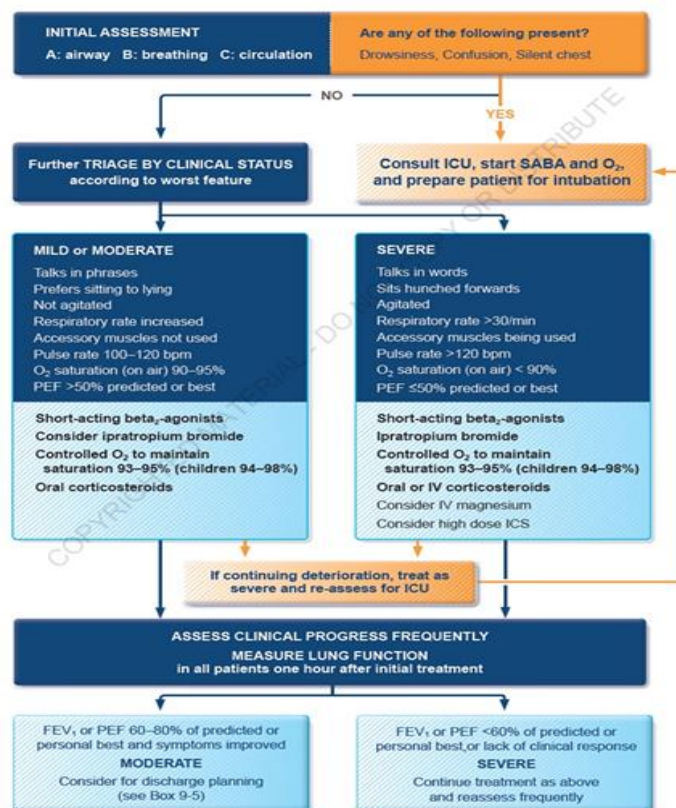 INITIAL ASSESSMENT
A: airway B: breathing C: circulation
Are any of the following present?
Drowsiness, Confusion, Silent chest
NO
YES
Further TRIAGE BY CLINICAL STATUS
according to worst feature
Consult ICU, start SABA and O₂,
and prepare patient for intubation
MILD or MODERATE
Talks in phrases
Prefers sitting to lying
Not agitated
Respiratory rate increased
Accessory muscles not used
Pulse rate 100–120 bpm
O₂ saturation (on air) 90–95%
PEF >50% predicted or best
Short-acting beta₂-agonists
Consider ipratropium bromide
Controlled O₂ to maintain
saturation 93–95% (children 94–98%)
Oral corticosteroids
SEVERE
Talks in words
Sits hunched forwards
Agitated
Respiratory rate >30/min
Accessory muscles being used
Pulse rate >120 bpm
O₂ saturation (on air) < 90%
PEF ≤50% predicted or best
Short-acting beta₂-agonists
Ipratropium bromide
Controlled O₂ to maintain
saturation 93–95% (children 94–98%)
Oral or IV corticosteroids
Consider IV magnesium
Consider high dose ICS
If continuing deterioration, treat as
severe and re-assess for ICU
ASSESS CLINICAL PROGRESS FREQUENTLY
MEASURE LUNG FUNCTION
in all patients one hour after initial treatment
FEV₁ or PEF 60–80% of predicted or
personal best and symptoms improved
MODERATE
Consider for discharge planning
(see Box 9-5)
FEV₁ or PEF <60% of predicted or
personal best,or lack of clinical response
SEVERE
Continue treatment as above
and reassess frequently
COPYRIGHTED MATERIAL - DO NOT COPY OR DISTRIBUTE